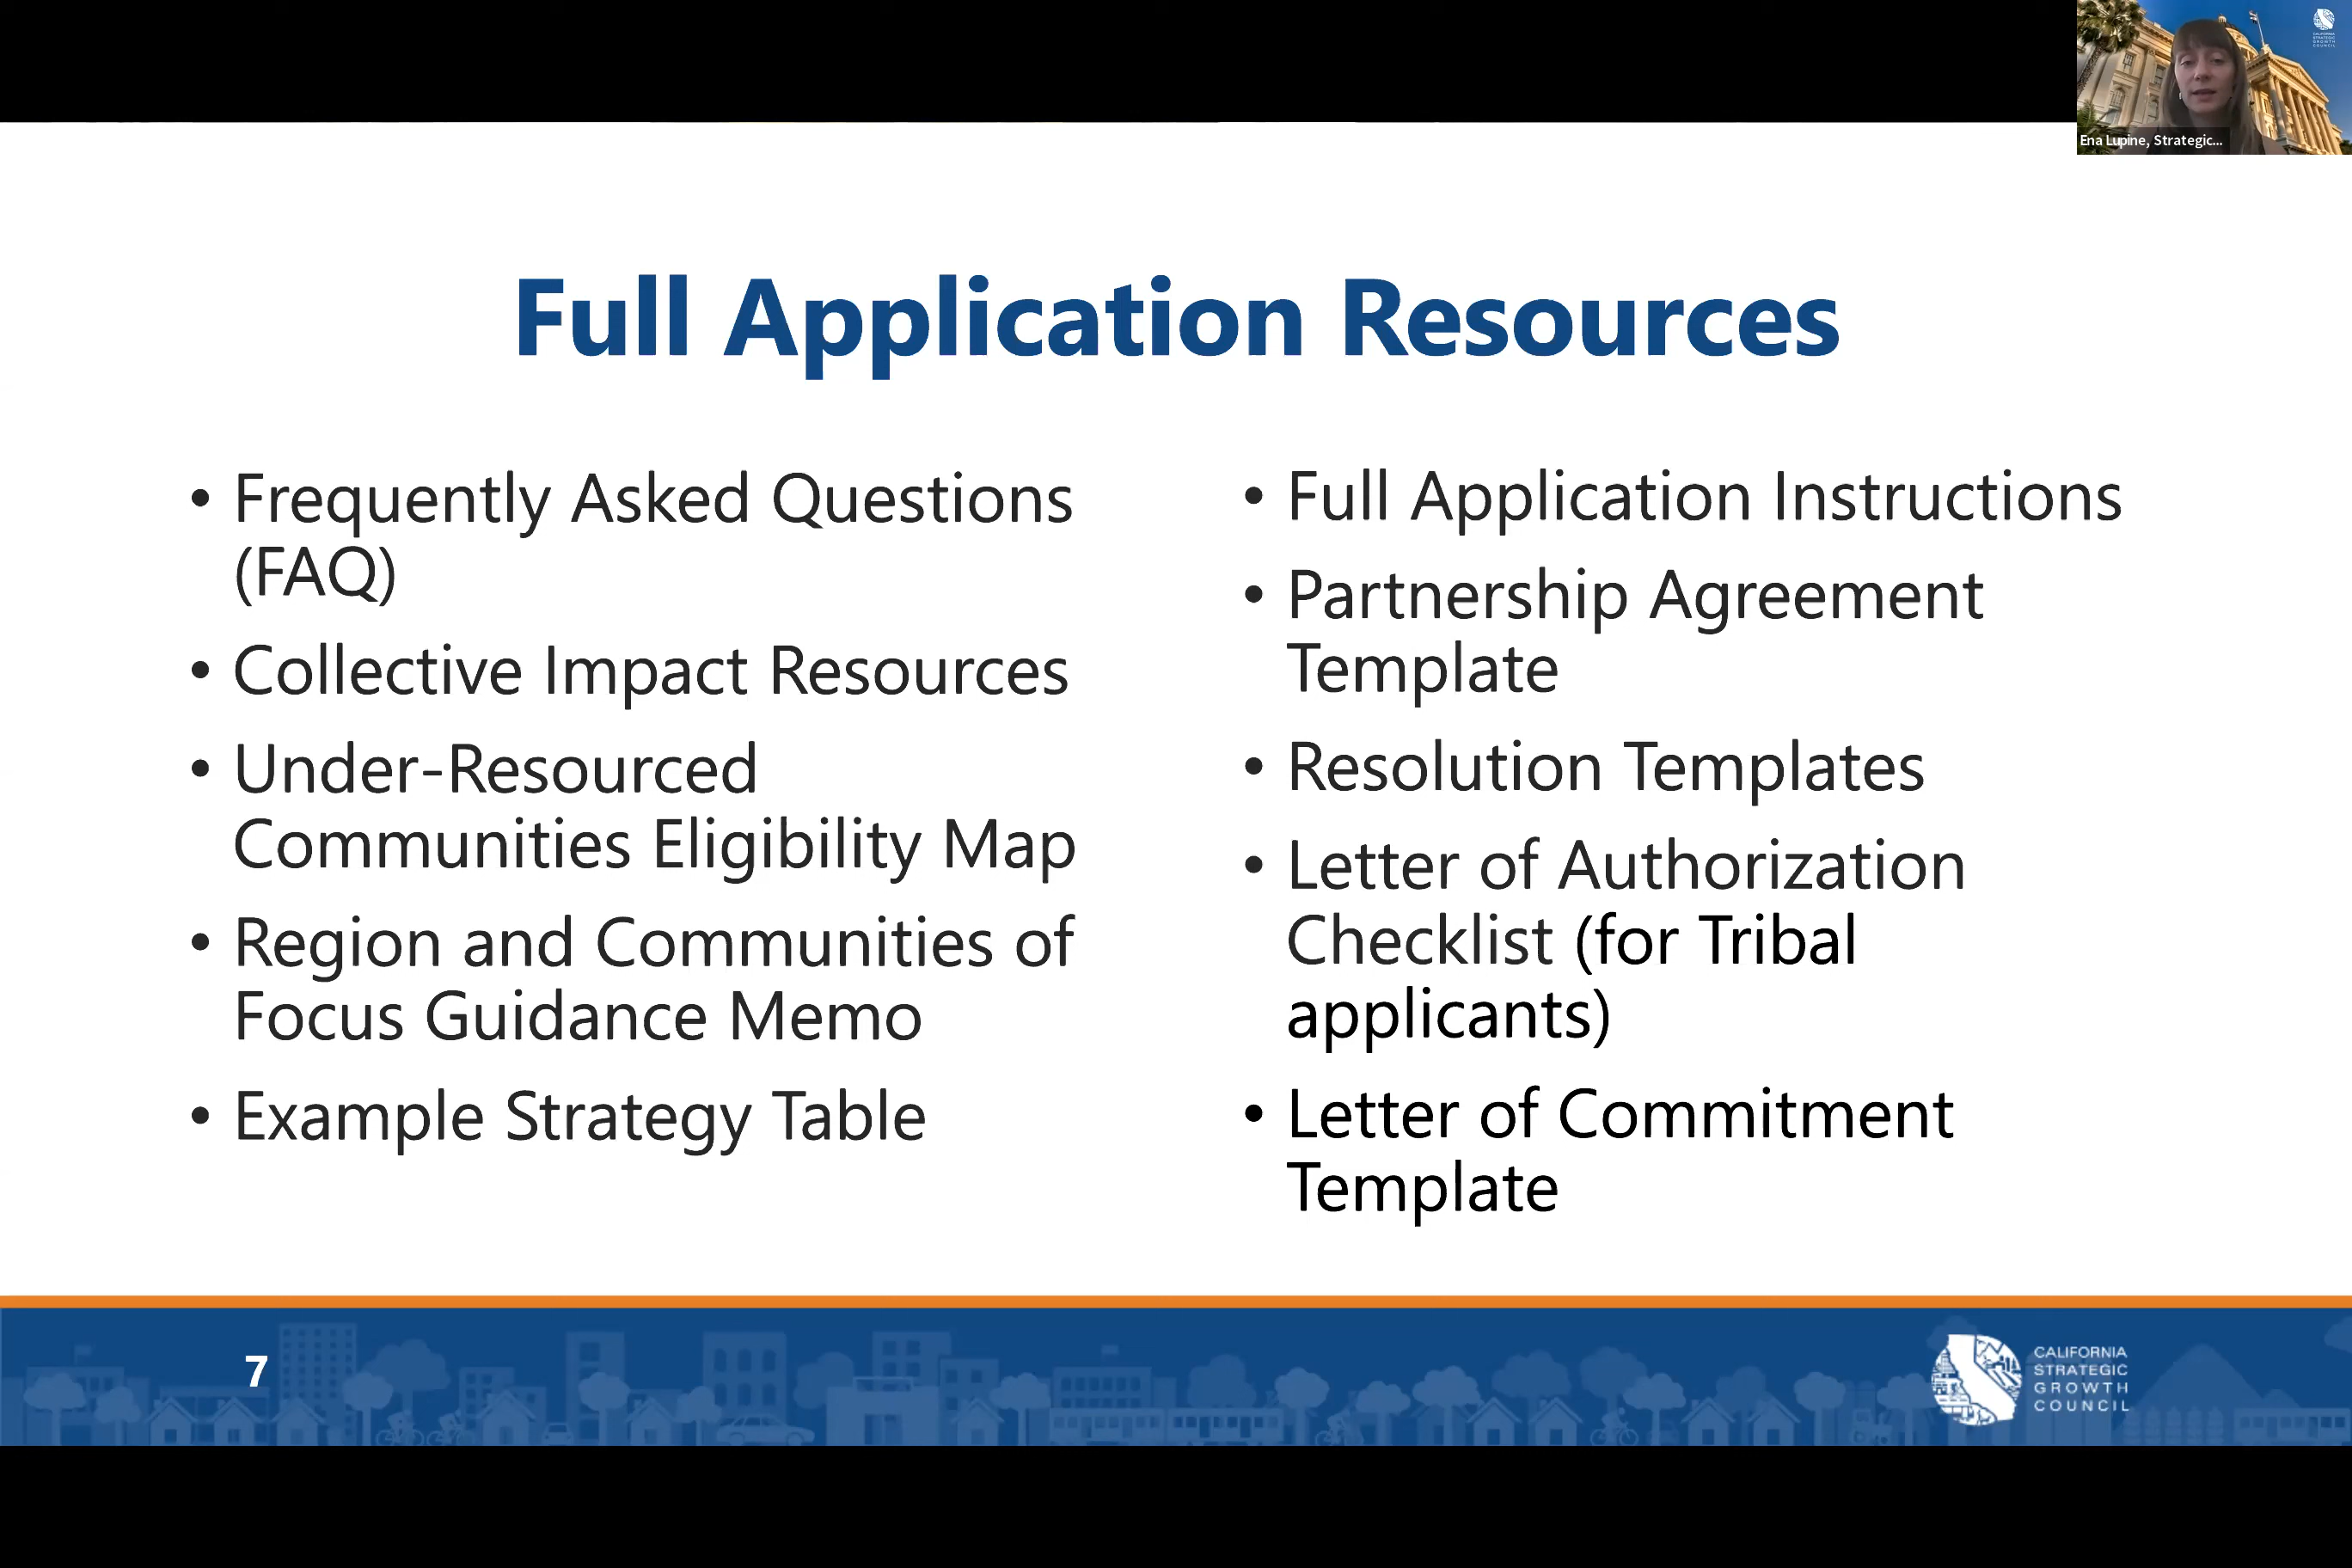 Ena Lupine, Strategic...
Full Application Resources
• Frequently Asked Questions
(FAQ)
• Collective Impact Resources
• Under-Resourced
Communities Eligibility Map
• Region and Communities of
Focus Guidance Memo
• Example Strategy Table
• Full Application Instructions
• Partnership Agreement
Template
• Resolution Templates
• Letter of Authorization
Checklist (for Tribal
applicants)
• Letter of Commitment
Template
7
CALIFORNIA
STRATEGIC
GROWTH
COUNCIL